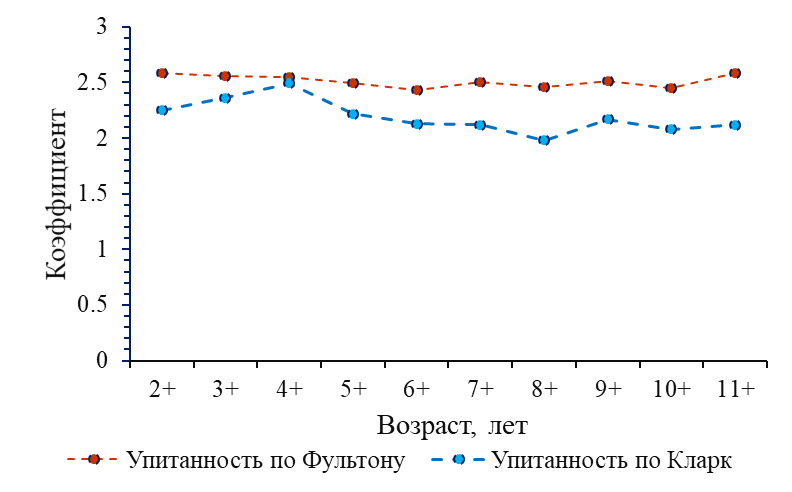 3
2.5
2
1.5
1
0.5
0
Коэффициент
2+ 3+ 4+ 5+ 6+ 7+ 8+ 9+ 10+ 11+
Возраст, лет
Упитанность по Фультону Упитанность по Кларк